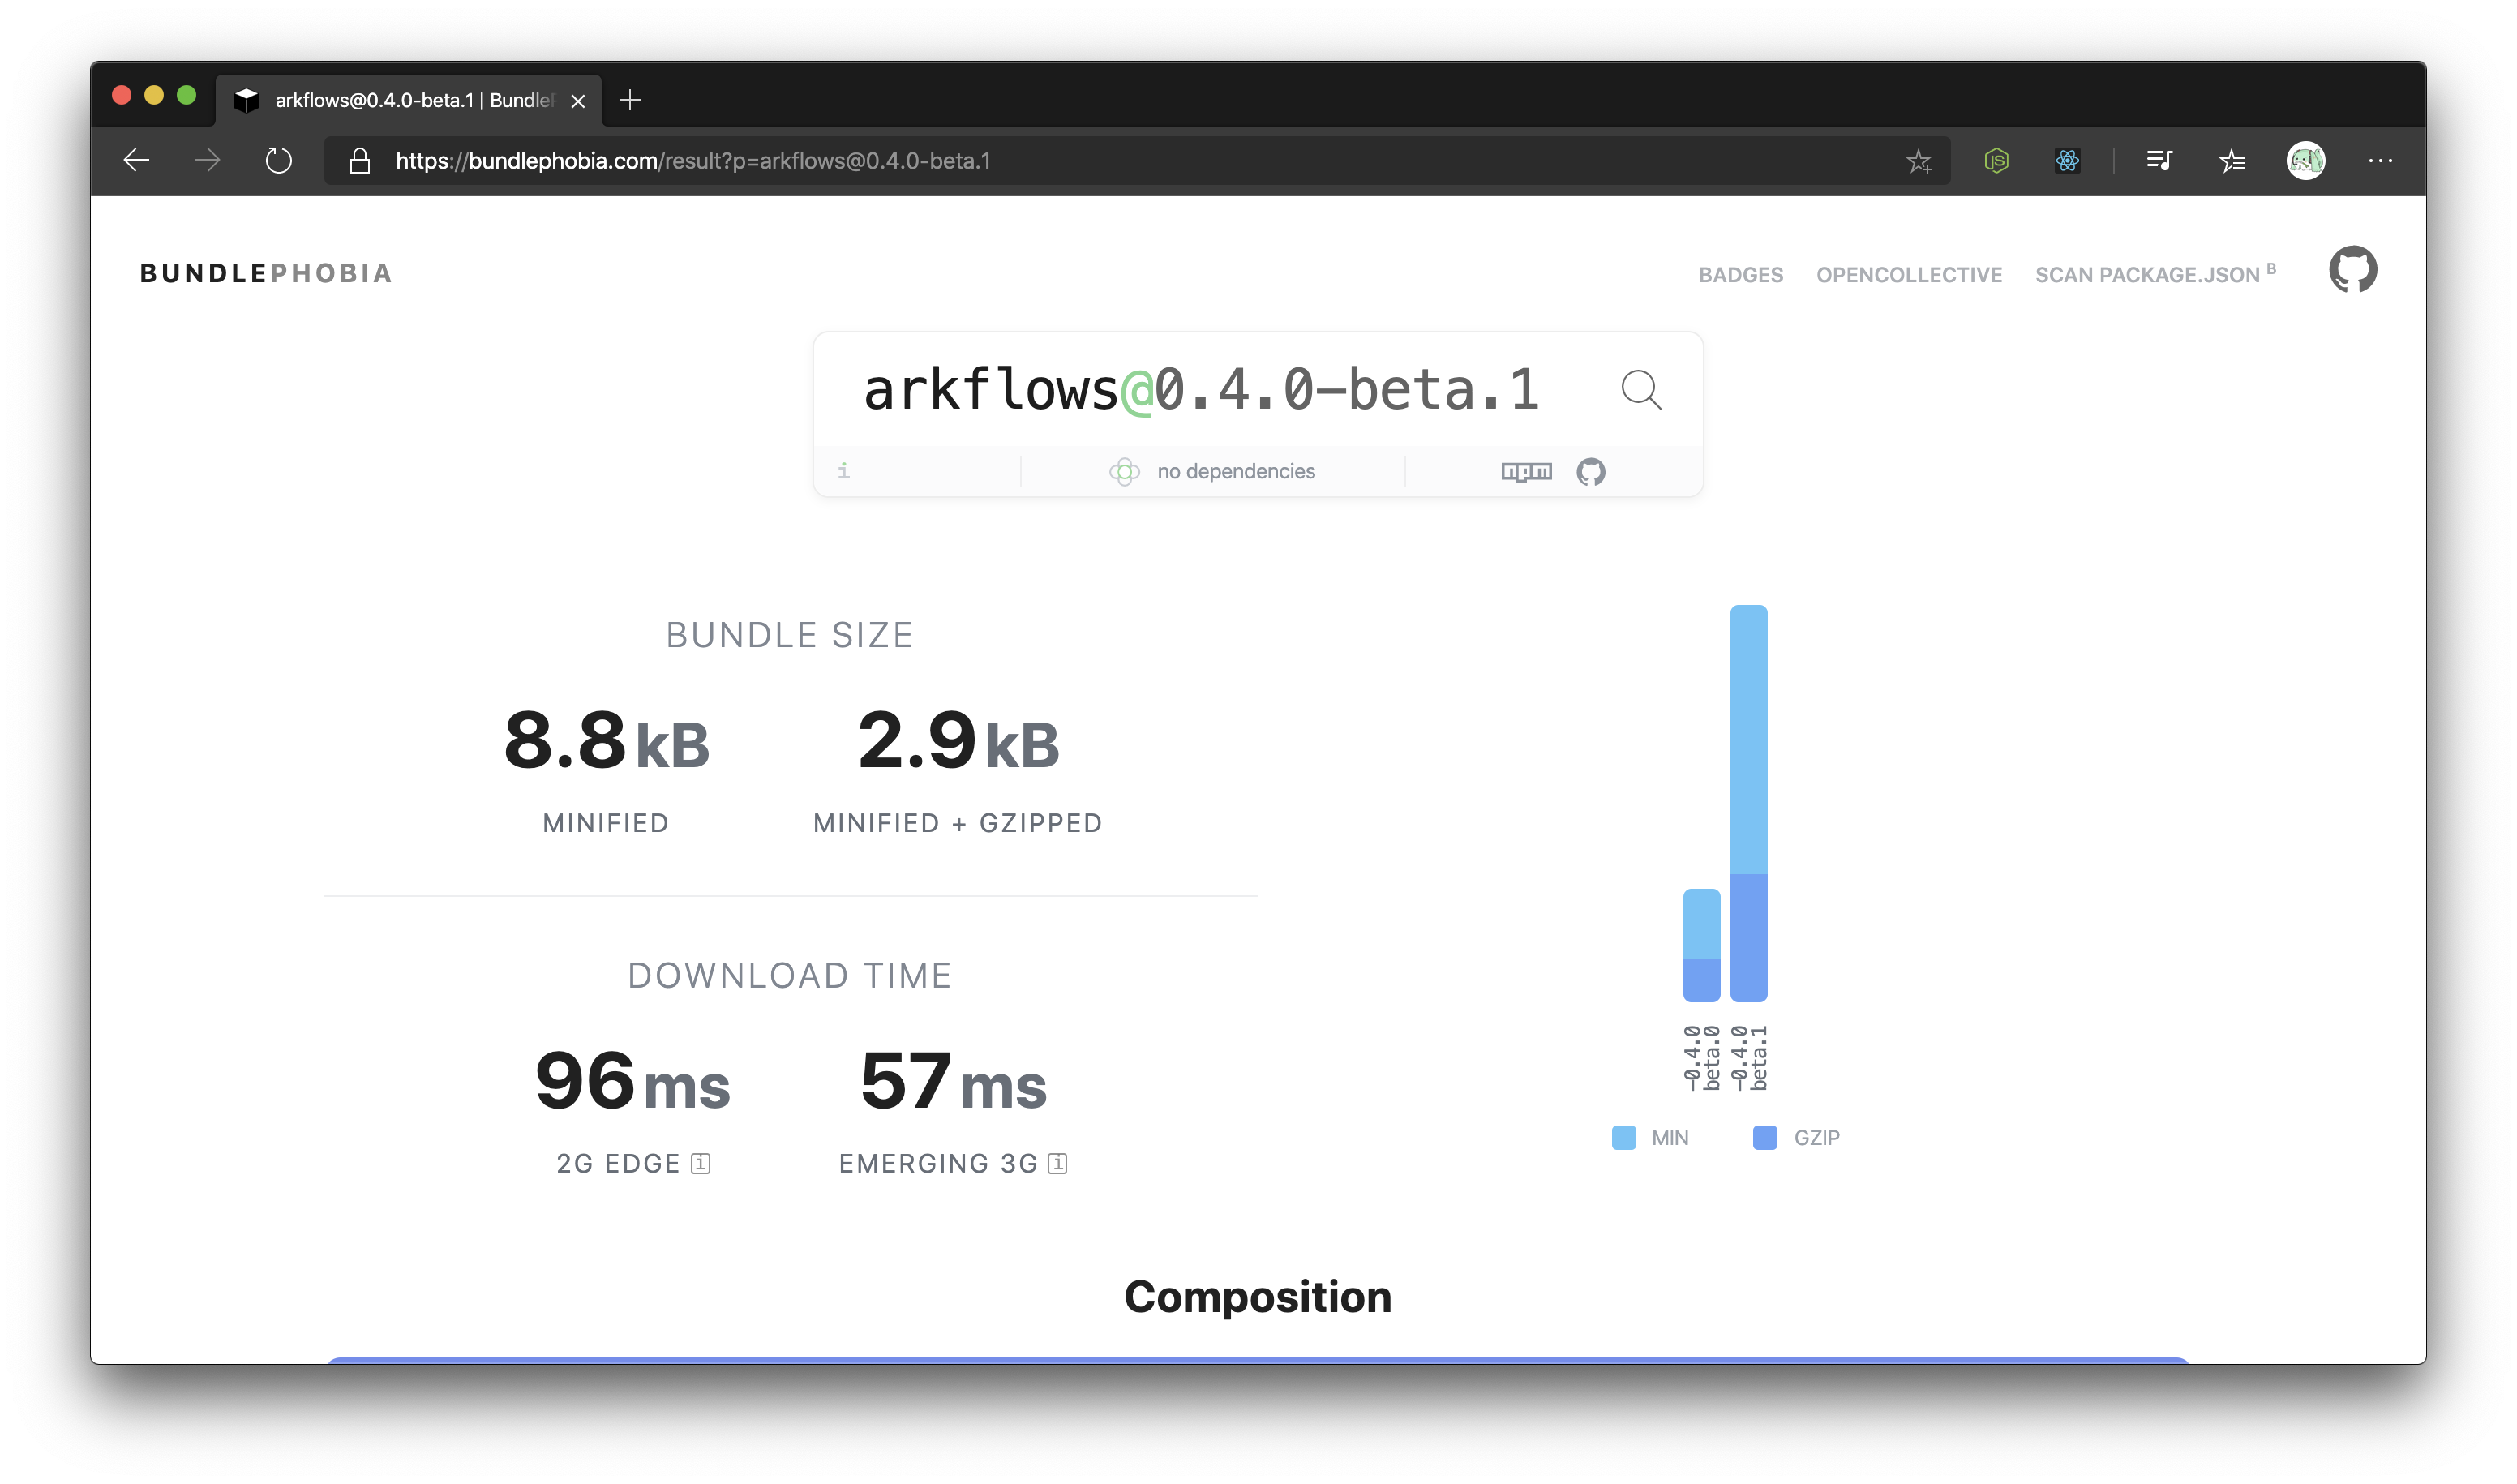 arkflows@0.4.0-beta.1 | Bundle
https://bundlephobia.com/result?p=arkflows@0.4.0-beta.1
BUNDLEPHOBIA
BADGES
OPENCOLLECTIVE
SCAN PACKAGE.JSON B
arkflows@0.4.0-beta.1
i
no dependencies
npm
BUNDLE SIZE
8.8 kB
2.9 kB
MINIFIED
MINIFIED + GZIPPED
DOWNLOAD TIME
96 ms
57 ms
2G EDGE i
EMERGING 3G i
0.4.0-
beta.0
0.4.0-
beta.1
MIN
GZIP
Composition